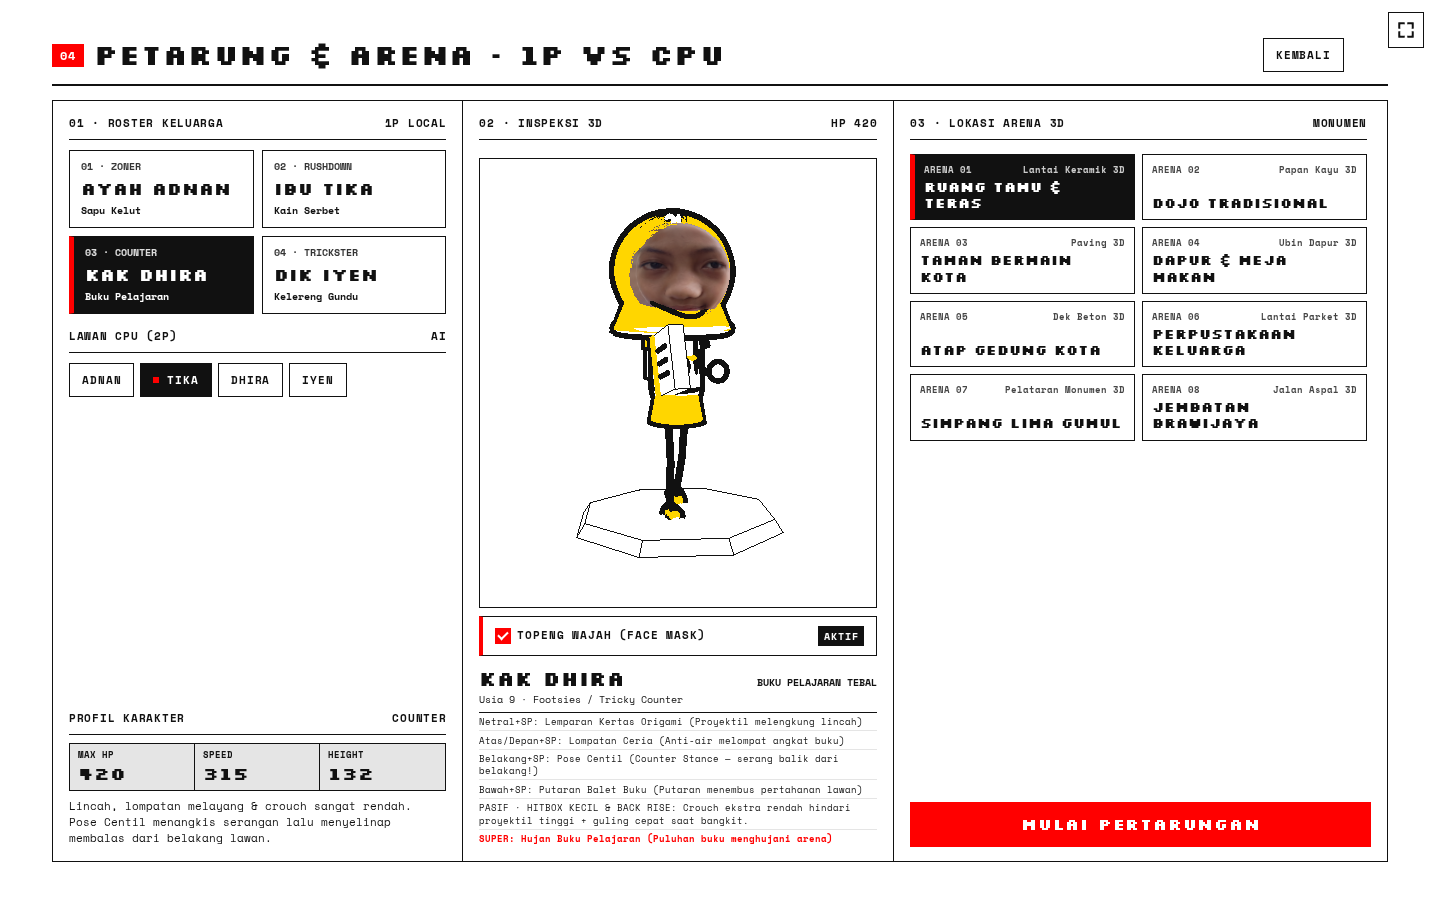 04 PETARUNG & ARENA - 1P VS CPU
KEMBALI
01 · ROSTER KELUARGA 1P LOCAL
01 · ZONER
AYAH ADNAN
Sapu Kelut
02 · RUSHDOWN
IBU TIKA
Kain Serbet
03 · COUNTER
KAK DHIRA
Buku Pelajaran
04 · TRICKSTER
DIK IYEN
Kelereng Gundu
LAWAN CPU (2P) AI
ADNAN TIKA DHIRA IYEN
PROFIL KARAKTER COUNTER
MAX HP
420
SPEED
315
HEIGHT
132
Lincah, lompatan melayang & crouch sangat rendah.
Pose Centil menangkis serangan lalu menyelinap
membalas dari belakang lawan.
02 · INSPEKSI 3D HP 420
TOPENG WAJAH (FACE MASK) AKTIF
KAK DHIRA BUKU PELAJARAN TEBAL
Usia 9 · Footsies / Tricky Counter
Netral+SP: Lemparan Kertas Origami (Proyektil melengkung lincah)
Atas/Depan+SP: Lompatan Ceria (Anti-air melompat angkat buku)
Belakang+SP: Pose Centil (Counter Stance — serang balik dari
belakang!)
Bawah+SP: Putaran Balet Buku (Putaran menembus pertahanan lawan)
PASIF · HITBOX KECIL & BACK RISE: Crouch ekstra rendah hindari
proyektil tinggi + guling cepat saat bangkit.
SUPER: Hujan Buku Pelajaran (Puluhan buku menghujani arena)
03 · LOKASI ARENA 3D MONUMEN
ARENA 01 Lantai Keramik 3D
RUANG TAMU &
TERAS
ARENA 02 Papan Kayu 3D
DOJO TRADISIONAL
ARENA 03 Paving 3D
TAMAN BERMAIN
KOTA
ARENA 04 Ubin Dapur 3D
DAPUR & MEJA
MAKAN
ARENA 05 Dek Beton 3D
ATAP GEDUNG KOTA
ARENA 06 Lantai Parket 3D
PERPUSTAKAAN
KELUARGA
ARENA 07 Pelataran Monumen 3D
SIMPANG LIMA GUMUL
ARENA 08 Jalan Aspal 3D
JEMBATAN
BRAWIJAYA
MULAI PERTARUNGAN